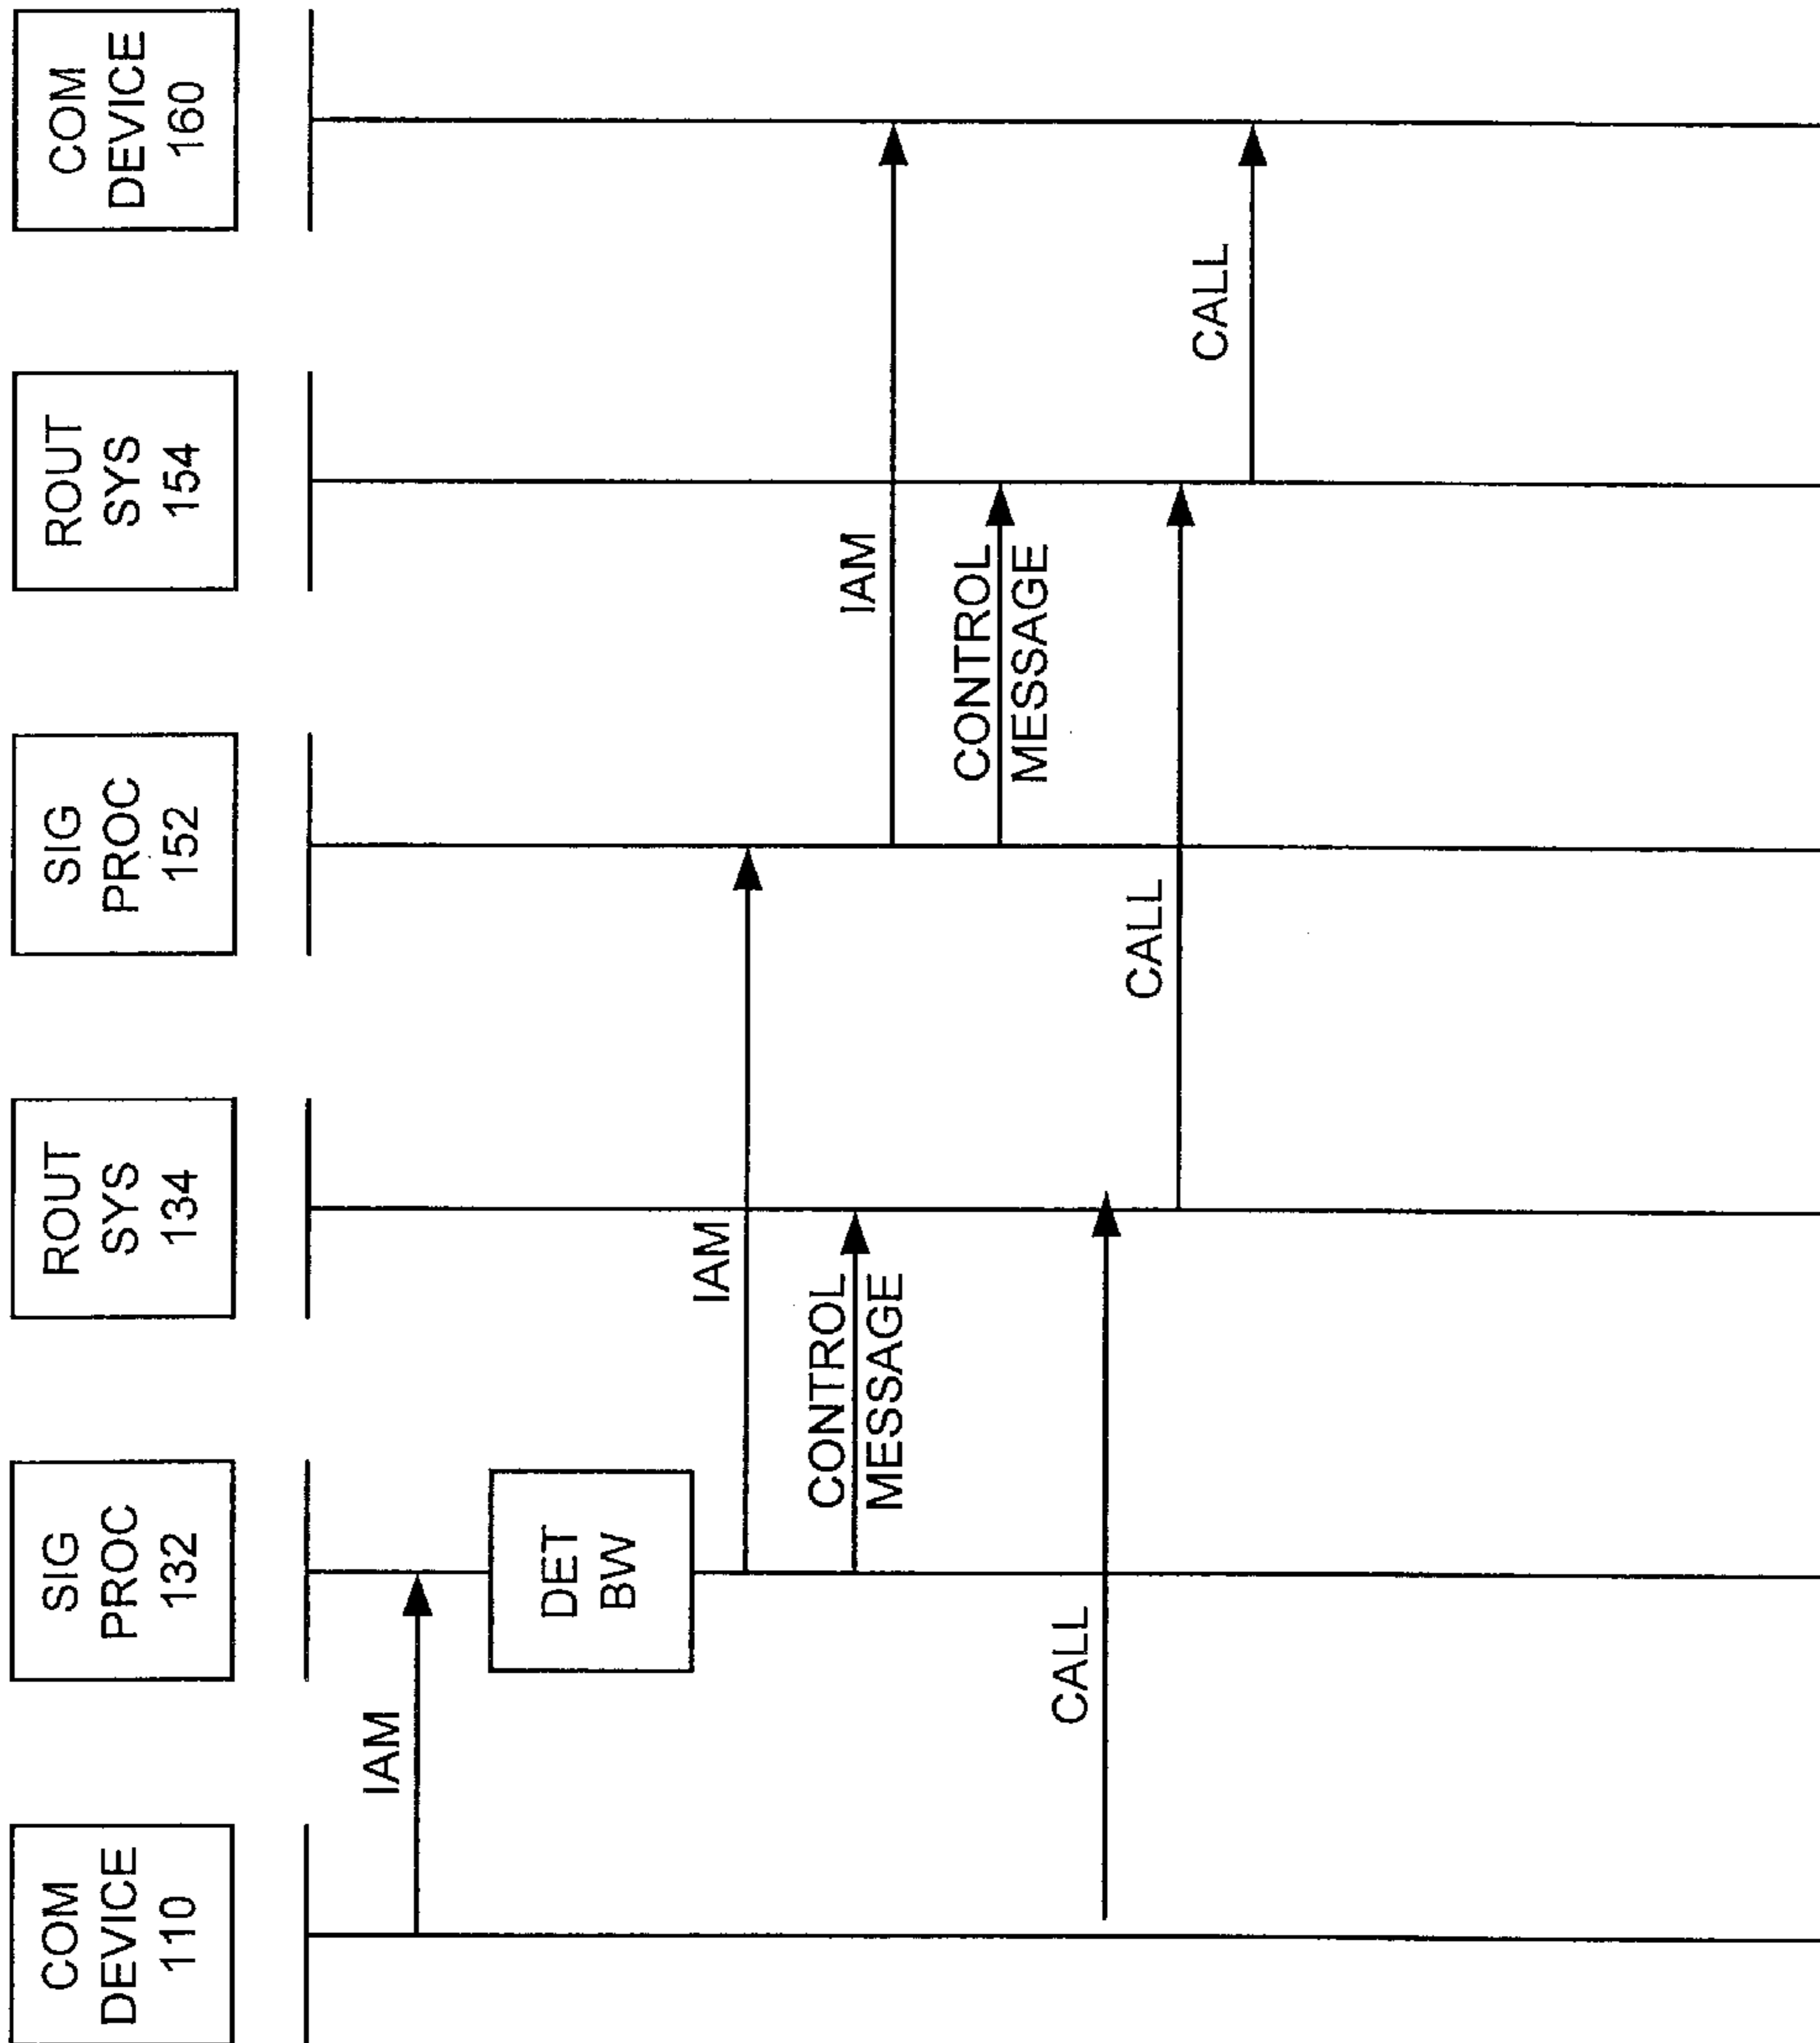 COM
DEVICE
110
SIG
PROC
132
ROUT
SYS
134
SIG
PROC
152
ROUT
SYS
154
COM
DEVICE
160
IAM
DET
BW
IAM
CONTROL
MESSAGE
IAM
CONTROL
MESSAGE
CALL
CALL
CALL